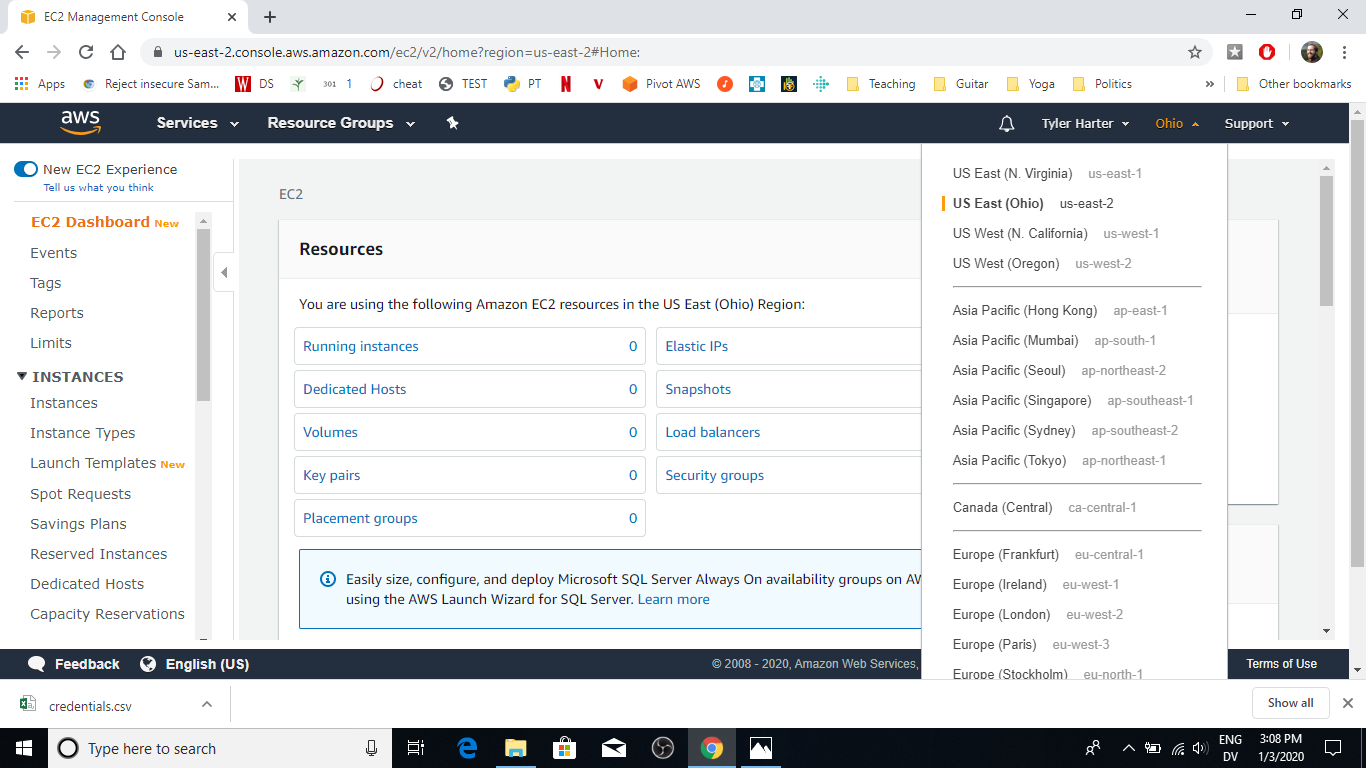 EC2 Management Console
us-east-2.console.aws.amazon.com/ec2/v2/home?region=us-east-2#Home:
Apps Reject insecure Sam... DS 301 1 cheat TEST PT Pivot AWS Teaching Guitar Yoga Politics » Other bookmarks
aws Services Resource Groups Tyler Harter Ohio Support
New EC2 Experience
Tell us what you think
EC2 Dashboard New
Events
Tags
Reports
Limits
INSTANCES
Instances
Instance Types
Launch Templates New
Spot Requests
Savings Plans
Reserved Instances
Dedicated Hosts
Capacity Reservations
EC2
Resources
You are using the following Amazon EC2 resources in the US East (Ohio) Region:
Running instances 0 Elastic IPs
Dedicated Hosts 0 Snapshots
Volumes 0 Load balancers
Key pairs 0 Security groups
Placement groups 0
Easily size, configure, and deploy Microsoft SQL Server Always On availability groups on AW
using the AWS Launch Wizard for SQL Server. Learn more
US East (N. Virginia) us-east-1
US East (Ohio) us-east-2
US West (N. California) us-west-1
US West (Oregon) us-west-2
Asia Pacific (Hong Kong) ap-east-1
Asia Pacific (Mumbai) ap-south-1
Asia Pacific (Seoul) ap-northeast-2
Asia Pacific (Singapore) ap-southeast-1
Asia Pacific (Sydney) ap-southeast-2
Asia Pacific (Tokyo) ap-northeast-1
Canada (Central) ca-central-1
Europe (Frankfurt) eu-central-1
Europe (Ireland) eu-west-1
Europe (London) eu-west-2
Europe (Paris) eu-west-3
Europe (Stockholm) eu-north-1
Feedback English (US) © 2008 - 2020, Amazon Web Services, Terms of Use
credentials.csv Show all
Type here to search ENG 3:08 PM
DV 1/3/2020